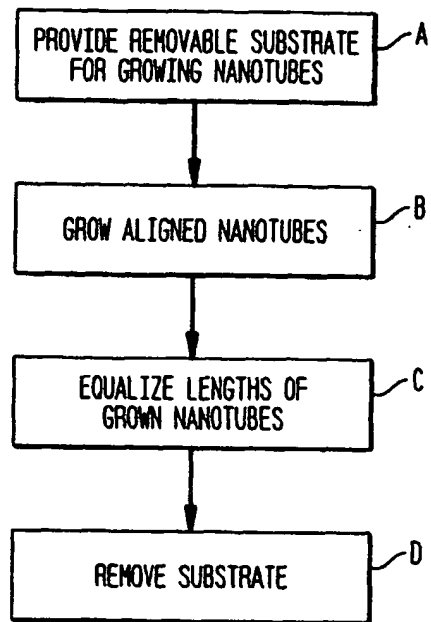 PROVIDE REMOVABLE SUBSTRATE
FOR GROWING NANOTUBES
A
GROW ALIGNED NANOTUBES
B
EQUALIZE LENGTHS OF
GROWN NANOTUBES
C
REMOVE SUBSTRATE
D